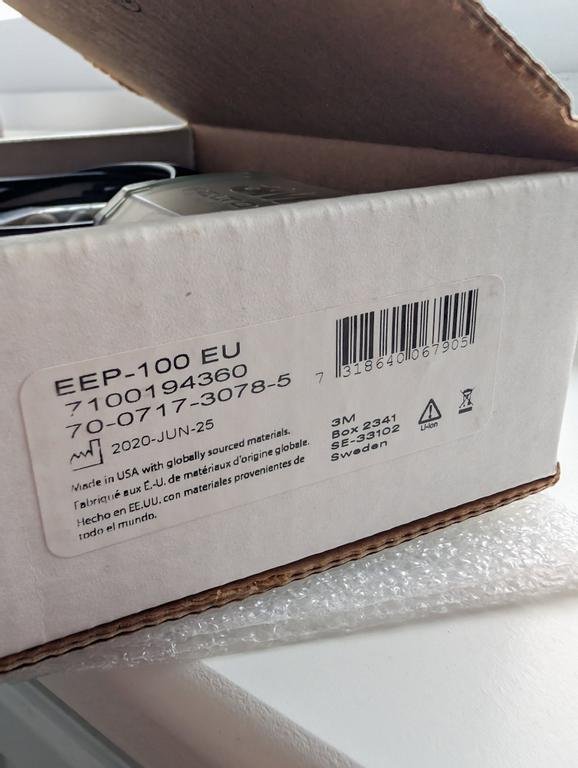 EEP-100 EU
7100194360
70-0717-3078-5
2020-JUN-25
Made in USA with globally sourced materials.
Fabriqué aux É.-U. de matériaux d'origine globale.
Hecho en EE.UU. con materiales provenientes de
todo el mundo.
7 318640 067905
3M
Box 2341
SE-33102
Sweden
Li-Ion